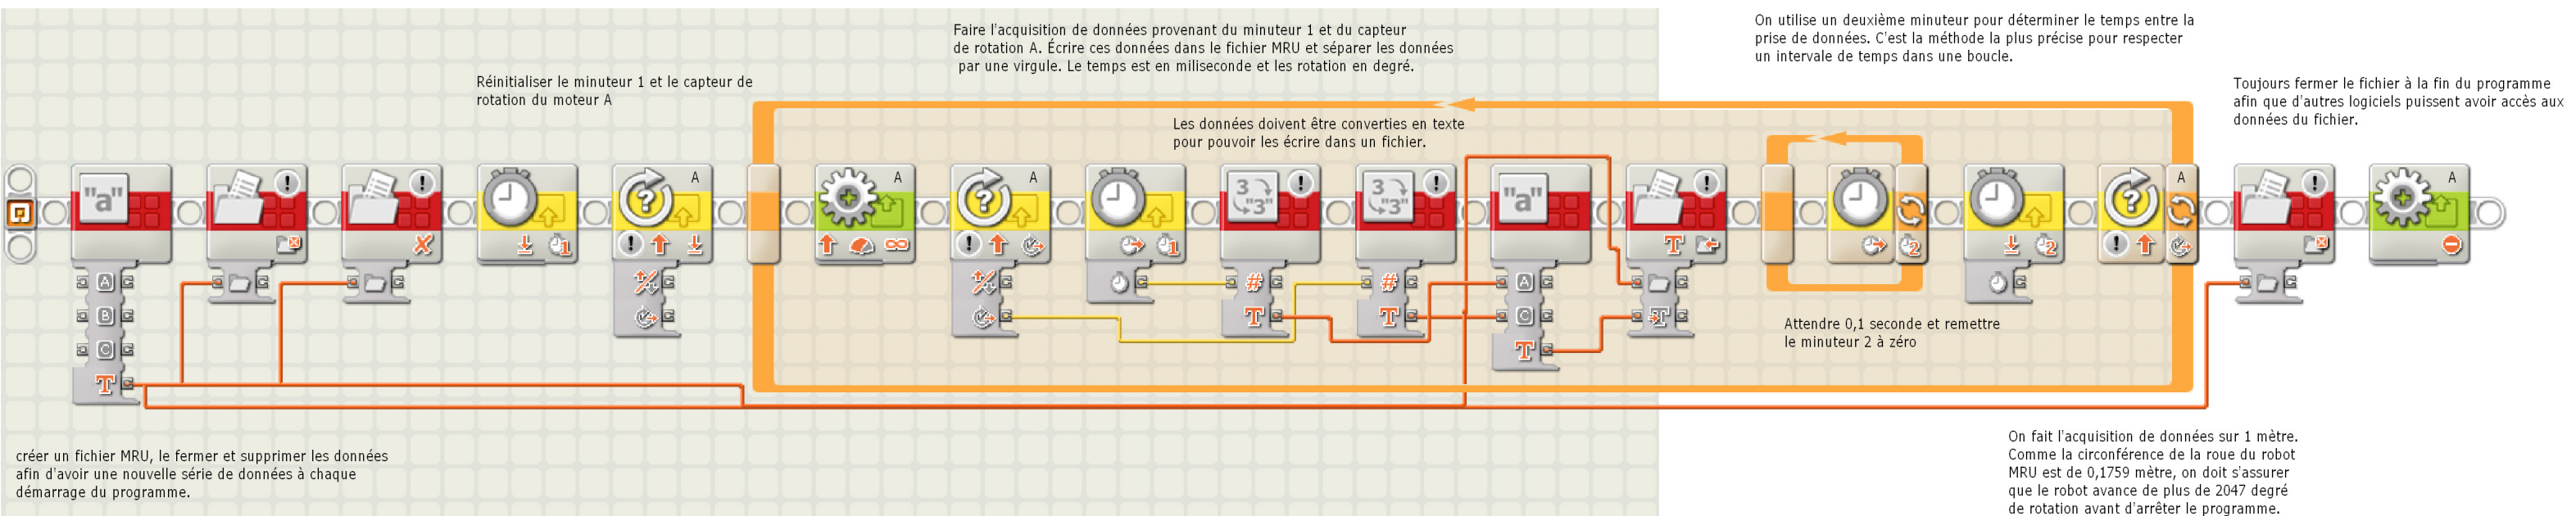 Faire l'acquisition de données provenant du minuteur 1 et du capteur
de rotation A. Écrire ces données dans le fichier MRU et séparer les données
par une virgule. Le temps est en miliseconde et les rotation en degré.
On utilise un deuxième minuteur pour déterminer le temps entre la
prise de données. C'est la méthode la plus précise pour respecter
un intervale de temps dans une boucle.
Réinitialiser le minuteur 1 et le capteur de
rotation du moteur A
Toujours fermer le fichier à la fin du programme
afin que d'autres logiciels puissent avoir accès aux
données du fichier.
Les données doivent être converties en texte
pour pouvoir les écrire dans un fichier.
"a"
!
!
1
A
?
!
A
A
?
!
1
3
"3"
!
3
"3"
!
"a"
!
T
2
2
A
?
!
!
A
A
B
C
T
#
T
#
T
A
C
T
T
Attendre 0,1 seconde et remettre
le minuteur 2 à zéro
créer un fichier MRU, le fermer et supprimer les données
afin d'avoir une nouvelle série de données à chaque
démarrage du programme.
On fait l'acquisition de données sur 1 mètre.
Comme la circonférence de la roue du robot
MRU est de 0,1759 mètre, on doit s'assurer
que le robot avance de plus de 2047 degré
de rotation avant d'arrêter le programme.